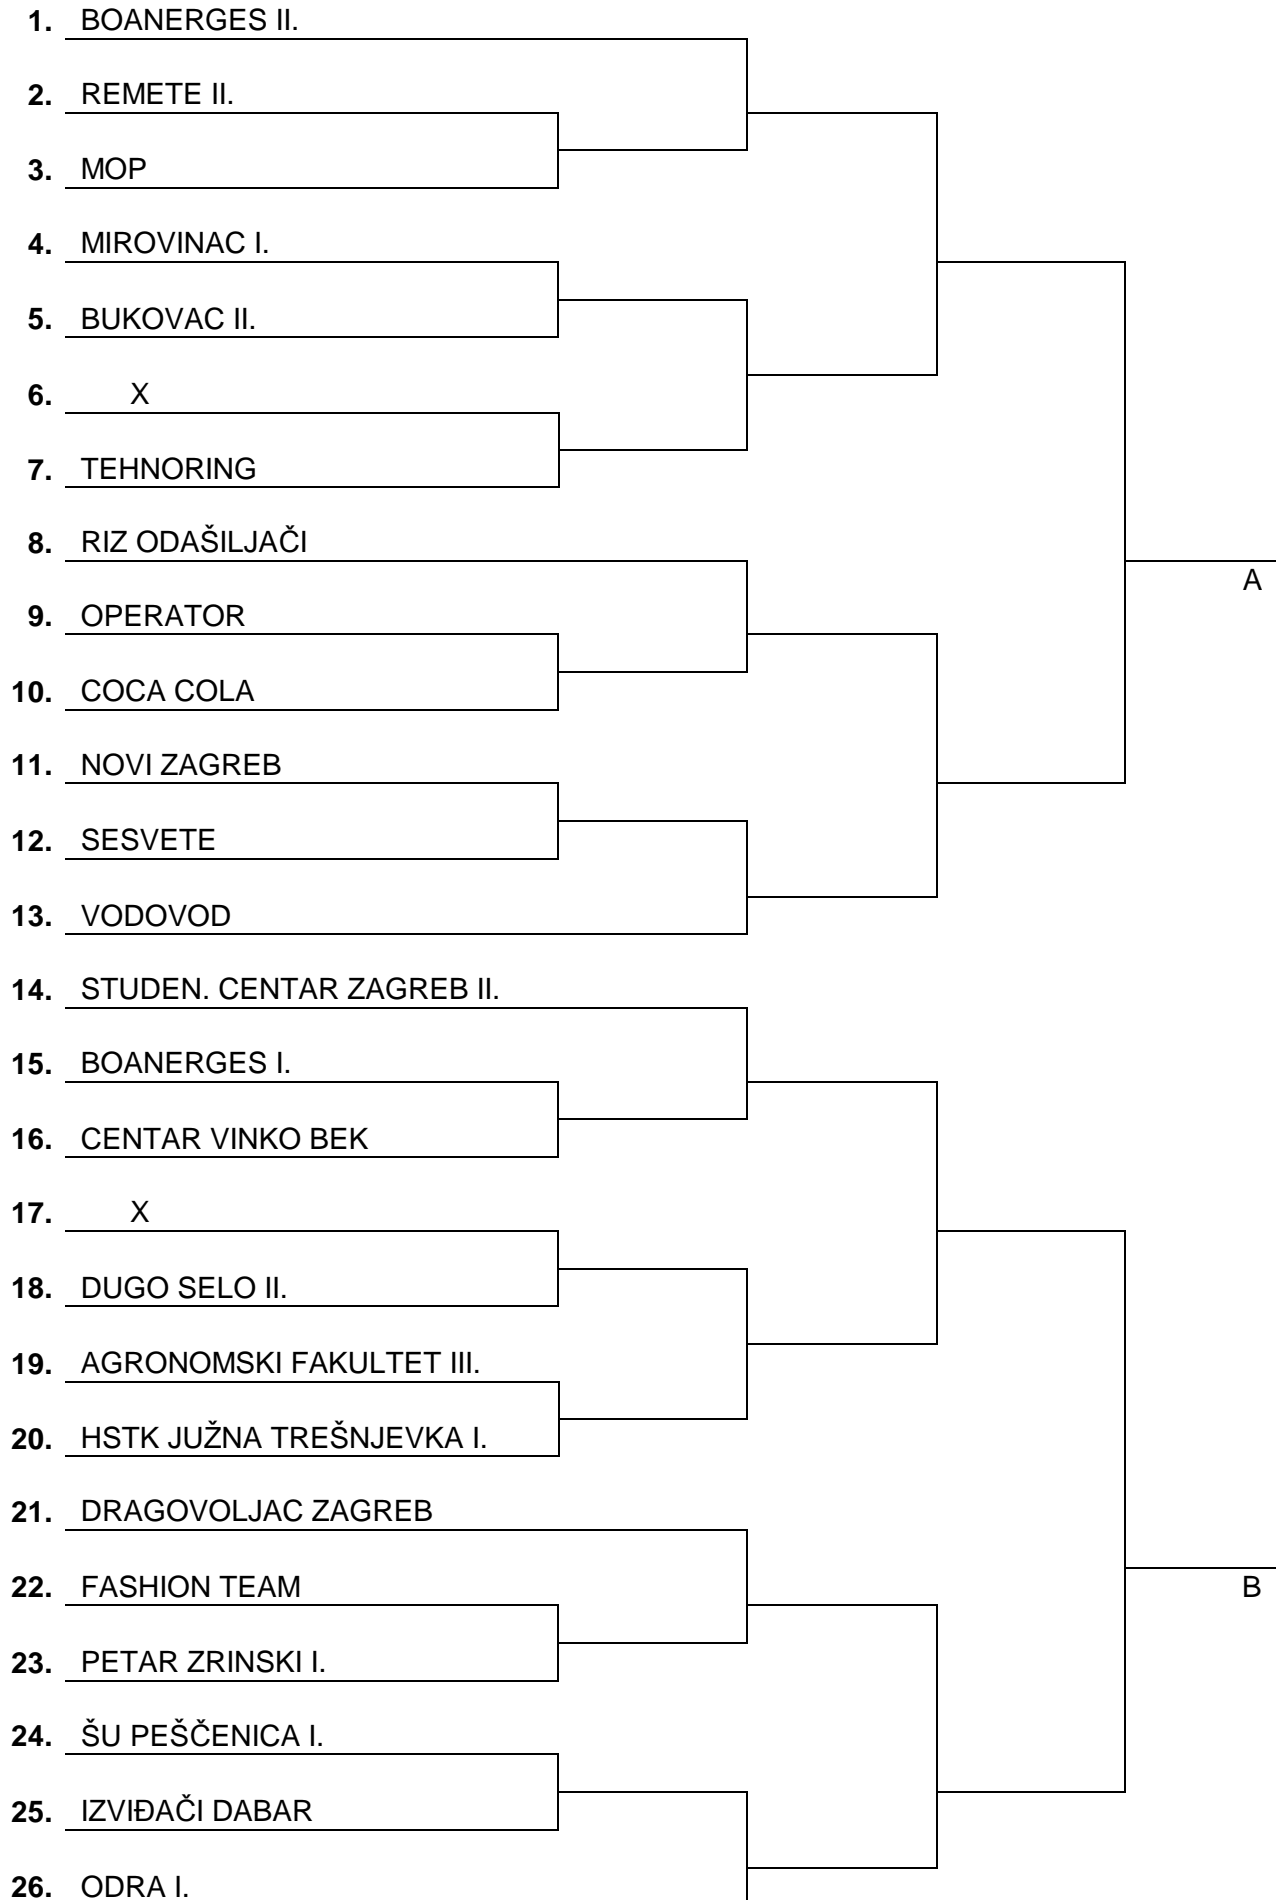 1. BOANERGES II.
2. REMETE II.
3. MOP
4. MIROVINAC I.
5. BUKOVAC II.
6. X
7. TEHNORING
8. RIZ ODAŠILJAČI
A
9. OPERATOR
10. COCA COLA
11. NOVI ZAGREB
12. SESVETE
13. VODOVOD
14. STUDEN. CENTAR ZAGREB II.
15. BOANERGES I.
16. CENTAR VINKO BEK
17. X
18. DUGO SELO II.
19. AGRONOMSKI FAKULTET III.
20. HSTK JUŽNA TREŠNJEVKA I.
21. DRAGOVOLJAC ZAGREB
22. FASHION TEAM
B
23. PETAR ZRINSKI I.
24. ŠU PEŠČENICA I.
25. IZVIĐAČI DABAR
26. ODRA I.